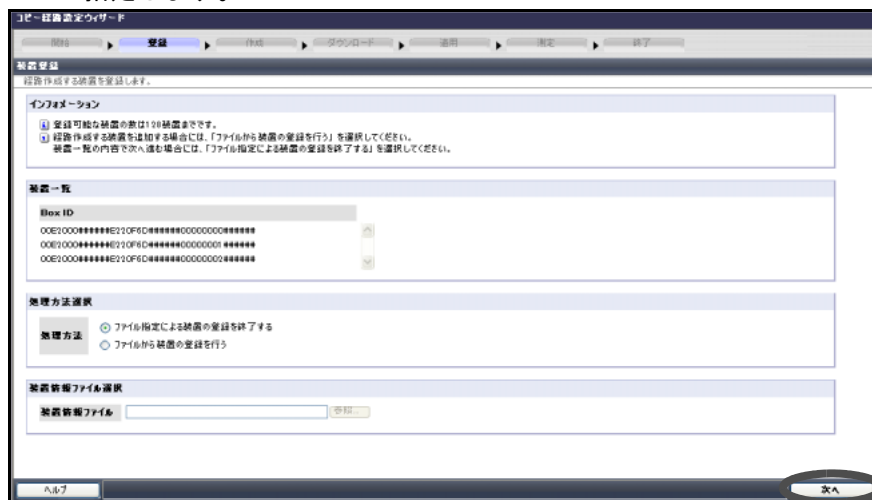 コピー経路設定ウィザード
開始
登録
作成
ダウンロード
適用
測定
終了
装置登録
経路作成する装置を登録します。
インフォメーション
登録可能な装置の数は128装置までです。
経路作成する装置を追加する場合には、「ファイルから装置の登録を行う」を選択してください。
装置一覧の内容で次へ進む場合には、「ファイル指定による装置の登録を終了する」を選択してください。
装置一覧
Box ID
00E2000######E220F6D######00000000######
00E2000######E220F6D######00000001######
00E2000######E220F6D######00000002######
処理方法選択
処理方法
ファイル指定による装置の登録を終了する
ファイルから装置の登録を行う
装置情報ファイル選択
装置情報ファイル
参照...
ヘルプ
次へ